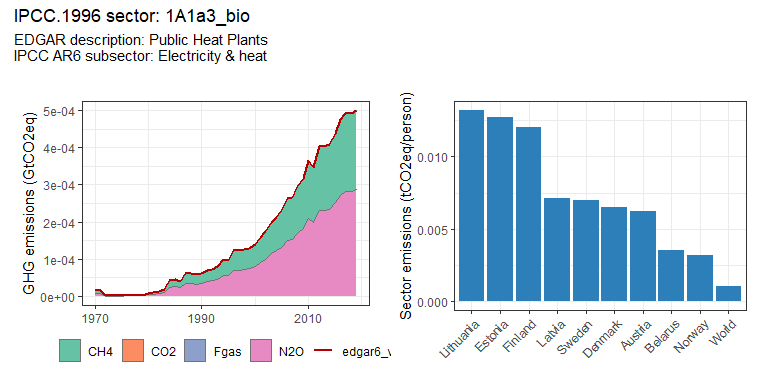 IPCC.1996 sector: 1A1a3_bio
EDGAR description: Public Heat Plants
IPCC AR6 subsector: Electricity & heat
GHG emissions (GtCO2eq)
5e-04
4e-04
3e-04
2e-04
1e-04
0e+00
1970
1990
2010
CH4
CO2
Fgas
N2O
edgar6_v
Sector emissions (tCO2eq/person)
0.010
0.005
0.000
Lithuania
Estonia
Finland
Latvia
Sweden
Denmark
Austria
Belarus
Norway
World